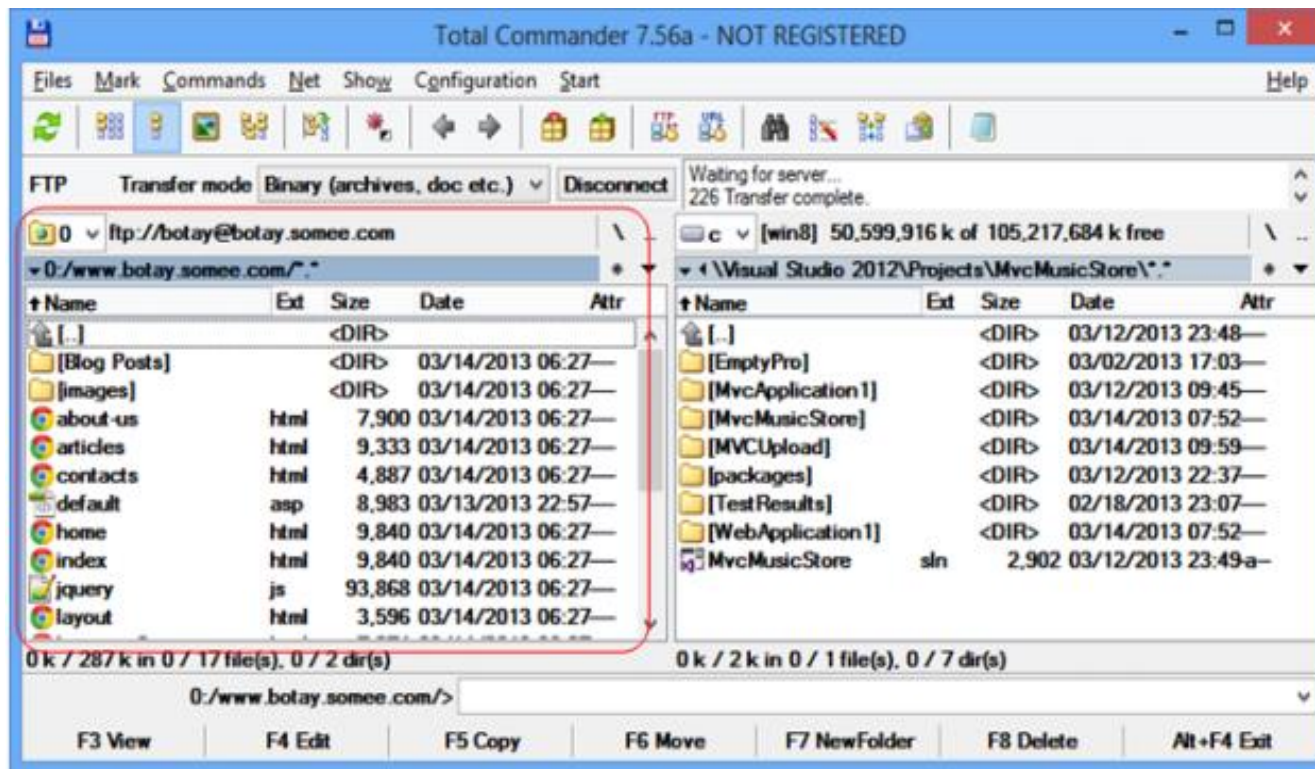 Total Commander 7.56a - NOT REGISTERED
Files Mark Commands Net Show Configuration Start Help
FTP URL
FTP Transfer mode Binary (archives, doc etc.) Disconnect
Waiting for server...
226 Transfer complete.
0 ftp://botay@botay.somee.com \ ..
0:/www.botay.somee.com/*.*
Name Ext Size Date Attr
[..] <DIR>
[Blog Posts] <DIR> 03/14/2013 06:27----
[images] <DIR> 03/14/2013 06:27----
about-us html 7,900 03/14/2013 06:27----
articles html 9,333 03/14/2013 06:27----
contacts html 4,887 03/14/2013 06:27----
default asp 8,983 03/13/2013 22:57----
home html 9,840 03/14/2013 06:27----
index html 9,840 03/14/2013 06:27----
jquery js 93,868 03/14/2013 06:27----
layout html 3,596 03/14/2013 06:27----
0 k / 287 k in 0 / 17 file(s), 0 / 2 dir(s)
c [win8] 50,599,916 k of 105,217,684 k free \ ..
\Visual Studio 2012\Projects\MvcMusicStore\*.*
Name Ext Size Date Attr
[..] <DIR> 03/12/2013 23:48----
[EmptyPro] <DIR> 03/02/2013 17:03----
[MvcApplication1] <DIR> 03/12/2013 09:45----
[MvcMusicStore] <DIR> 03/14/2013 07:52----
[MVCUpload] <DIR> 03/14/2013 09:59----
[packages] <DIR> 03/12/2013 22:37----
[TestResults] <DIR> 02/18/2013 23:07----
[WebApplication1] <DIR> 03/14/2013 07:52----
MvcMusicStore sln 2,902 03/12/2013 23:49-a--
0 k / 2 k in 0 / 1 file(s), 0 / 7 dir(s)
0:/www.botay.somee.com/>
F3 View F4 Edit F5 Copy F6 Move F7 NewFolder F8 Delete Alt+F4 Exit